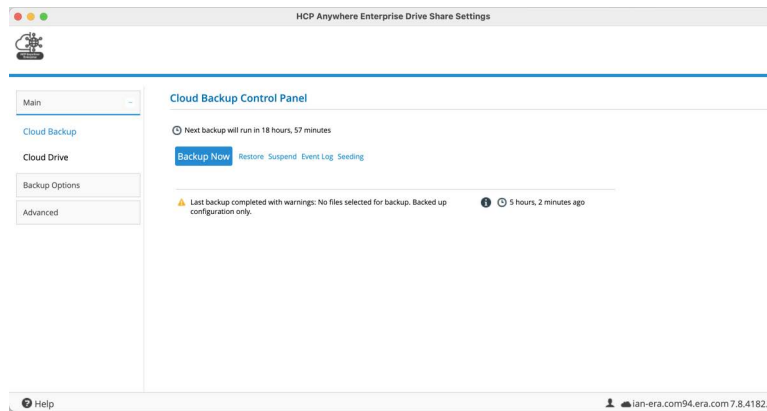 HCP Anywhere Enterprise Drive Share Settings
Main
Cloud Backup
Cloud Drive
Backup Options
Advanced
Cloud Backup Control Panel
Next backup will run in 18 hours, 57 minutes
Backup Now Restore Suspend Event Log Seeding
Last backup completed with warnings: No files selected for backup. Backed up
configuration only.
5 hours, 2 minutes ago
Help
ian-era.com94.era.com 7.8.4182.